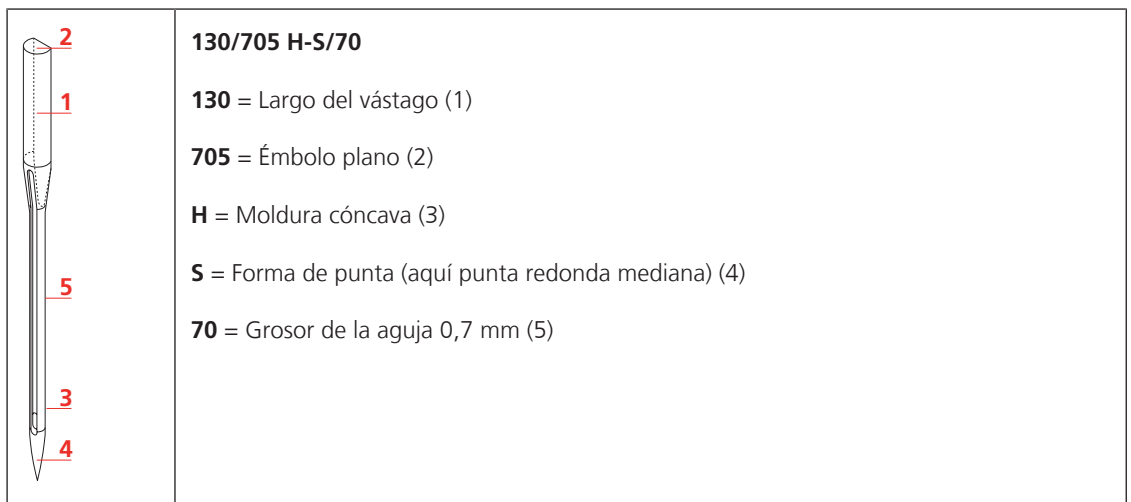 2
1
5
3
4
130/705 H-S/70
130 = Largo del vástago (1)
705 = Émbolo plano (2)
H = Moldura cóncava (3)
S = Forma de punta (aquí punta redonda mediana) (4)
70 = Grosor de la aguja 0,7 mm (5)